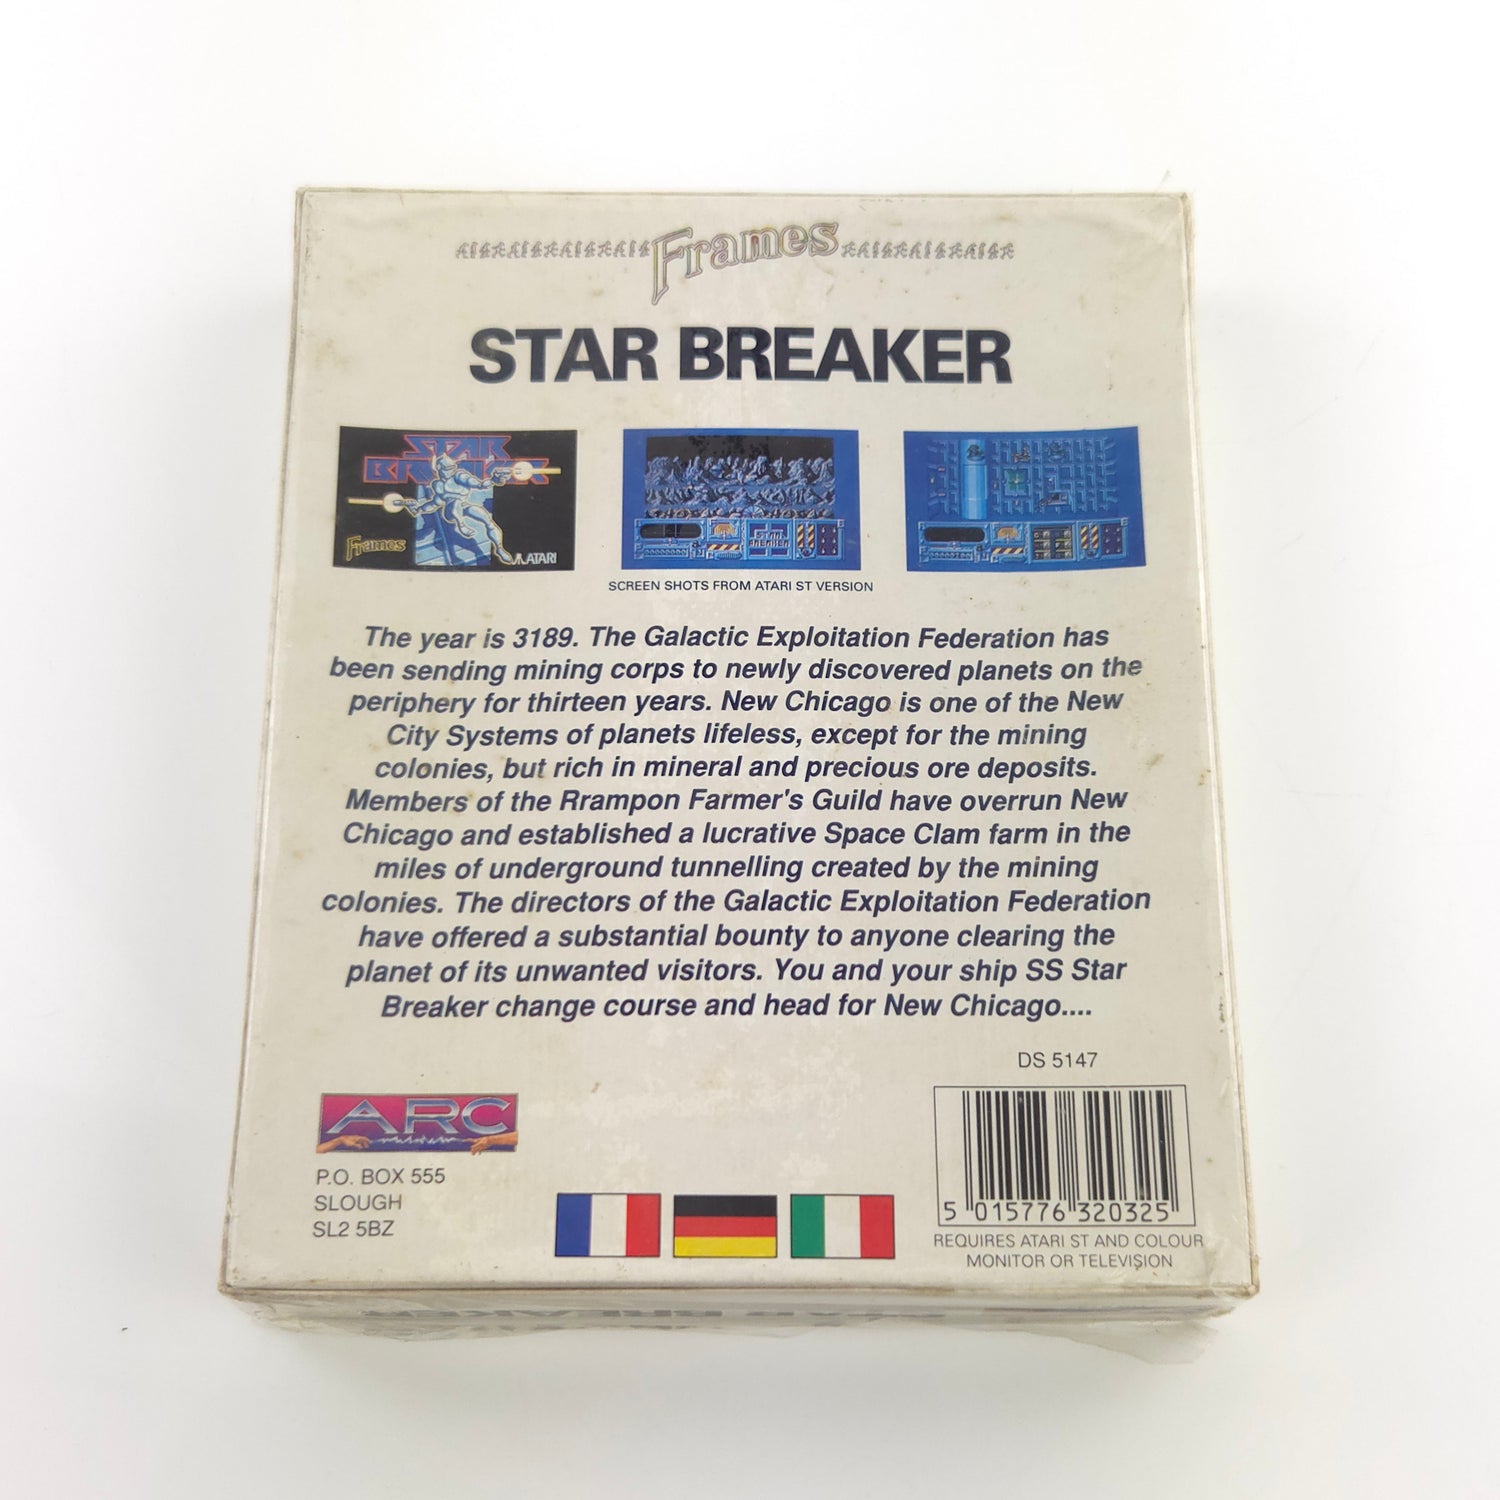 Frames
STAR BREAKER
STAR
BREAKER
Frames
ATARI
STAR
BREAKER
SCREEN SHOTS FROM ATARI ST VERSION
The year is 3189. The Galactic Exploitation Federation has
been sending mining corps to newly discovered planets on the
periphery for thirteen years. New Chicago is one of the New
City Systems of planets lifeless, except for the mining
colonies, but rich in mineral and precious ore deposits.
Members of the Rrampon Farmer's Guild have overrun New
Chicago and established a lucrative Space Clam farm in the
miles of underground tunnelling created by the mining
colonies. The directors of the Galactic Exploitation Federation
have offered a substantial bounty to anyone clearing the
planet of its unwanted visitors. You and your ship SS Star
Breaker change course and head for New Chicago....
DS 5147
ARC
P.O. BOX 555
SLOUGH
SL2 5BZ
5 015776 320325
REQUIRES ATARI ST AND COLOUR
MONITOR OR TELEVISION
STAR BREAKER